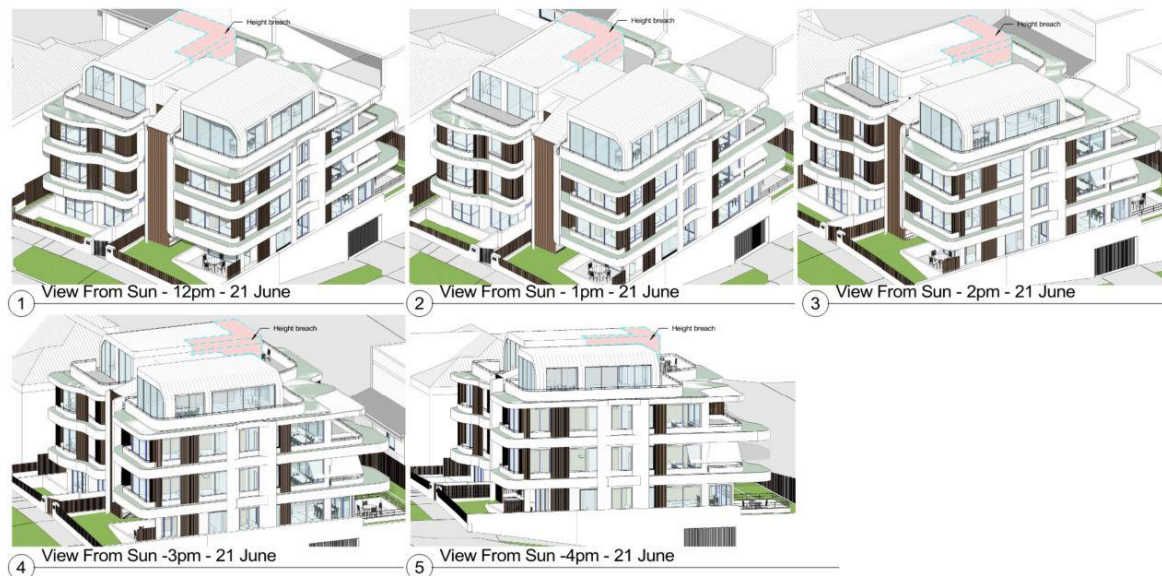 Height breach
Height breach
Height breach
1 View From Sun - 12pm - 21 June
2 View From Sun - 1pm - 21 June
3 View From Sun - 2pm - 21 June
Height breach
Height breach
4 View From Sun -3pm - 21 June
5 View From Sun -4pm - 21 June